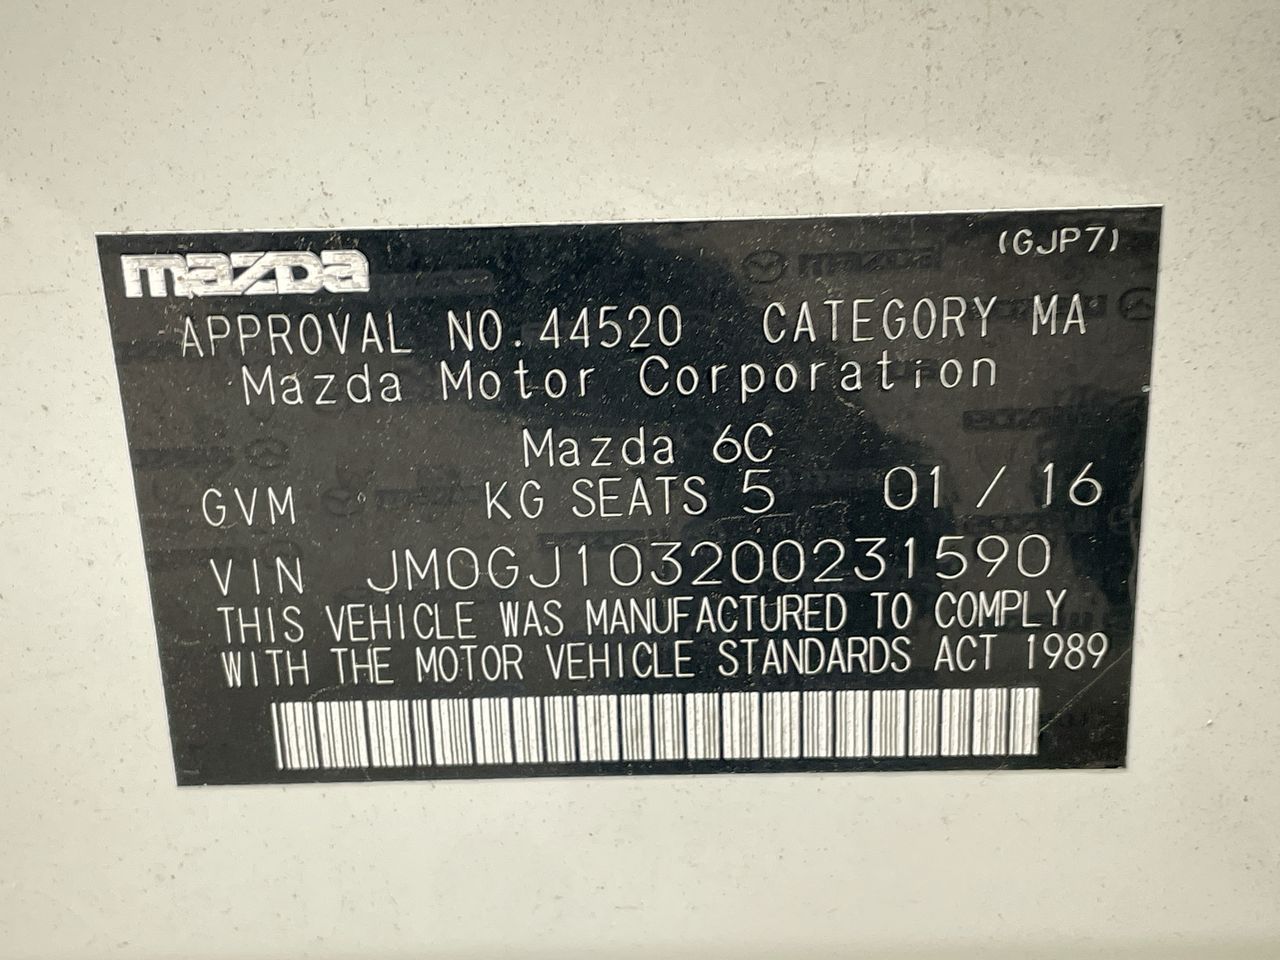 mazda
(GJP7)
APPROVAL NO.44520 CATEGORY MA
Mazda Motor Corporation
Mazda 6C
GVM KG SEATS 5 01 / 16
VIN JM0GJ103200231590
THIS VEHICLE WAS MANUFACTURED TO COMPLY
WITH THE MOTOR VEHICLE STANDARDS ACT 1989